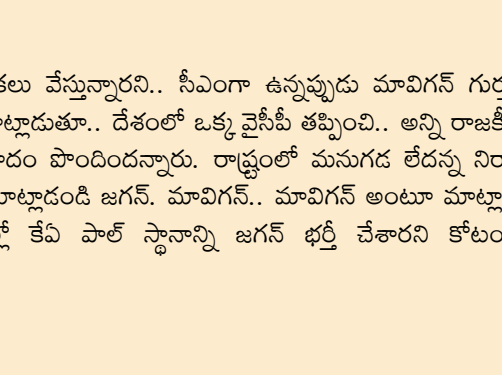 కలు వేస్తున్నారని.. సీఎంగా ఉన్నప్పుడు మావిగన్ గుర్త
ట్లాడుతూ.. దేశంలో ఒక్క వైసీపీ తప్పించి.. అన్ని రాజకీ
దం పొందిందన్నారు. రాష్ట్రంలో మనుగడ లేదన్న నిరా
మాట్లాడండి జగన్. మావిగన్.. మావిగన్ అంటూ మాట్లా
్లో కేఏ పాల్ స్థానాన్ని జగన్ భర్తీ చేశారని కోటం